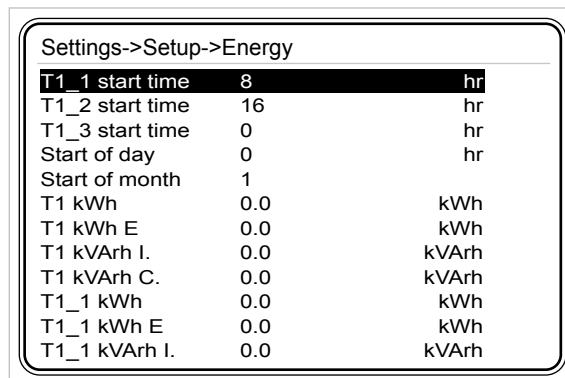 Settings->Setup->Energy
T1_1 start time 8 hr
T1_2 start time 16 hr
T1_3 start time 0 hr
Start of day 0 hr
Start of month 1
T1 kWh 0.0 kWh
T1 kWh E 0.0 kWh
T1 kVArh I. 0.0 kVArh
T1 kVArh C. 0.0 kVArh
T1_1 kWh 0.0 kWh
T1_1 kWh E 0.0 kWh
T1_1 kVArh I. 0.0 kVArh